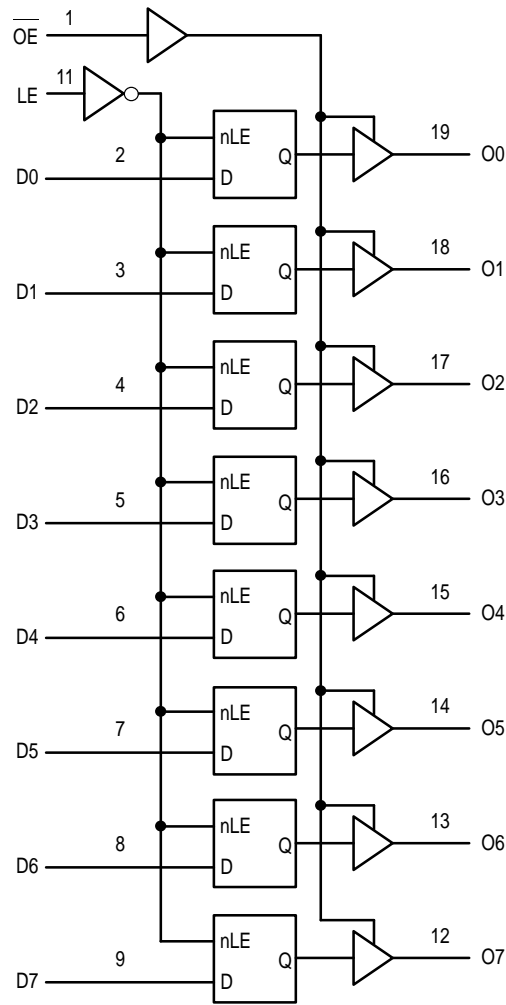 O̅E̅ 1
LE 11
nLE
D0 2 D Q 19 O0
nLE
D1 3 D Q 18 O1
nLE
D2 4 D Q 17 O2
nLE
D3 5 D Q 16 O3
nLE
D4 6 D Q 15 O4
nLE
D5 7 D Q 14 O5
nLE
D6 8 D Q 13 O6
nLE
D7 9 D Q 12 O7